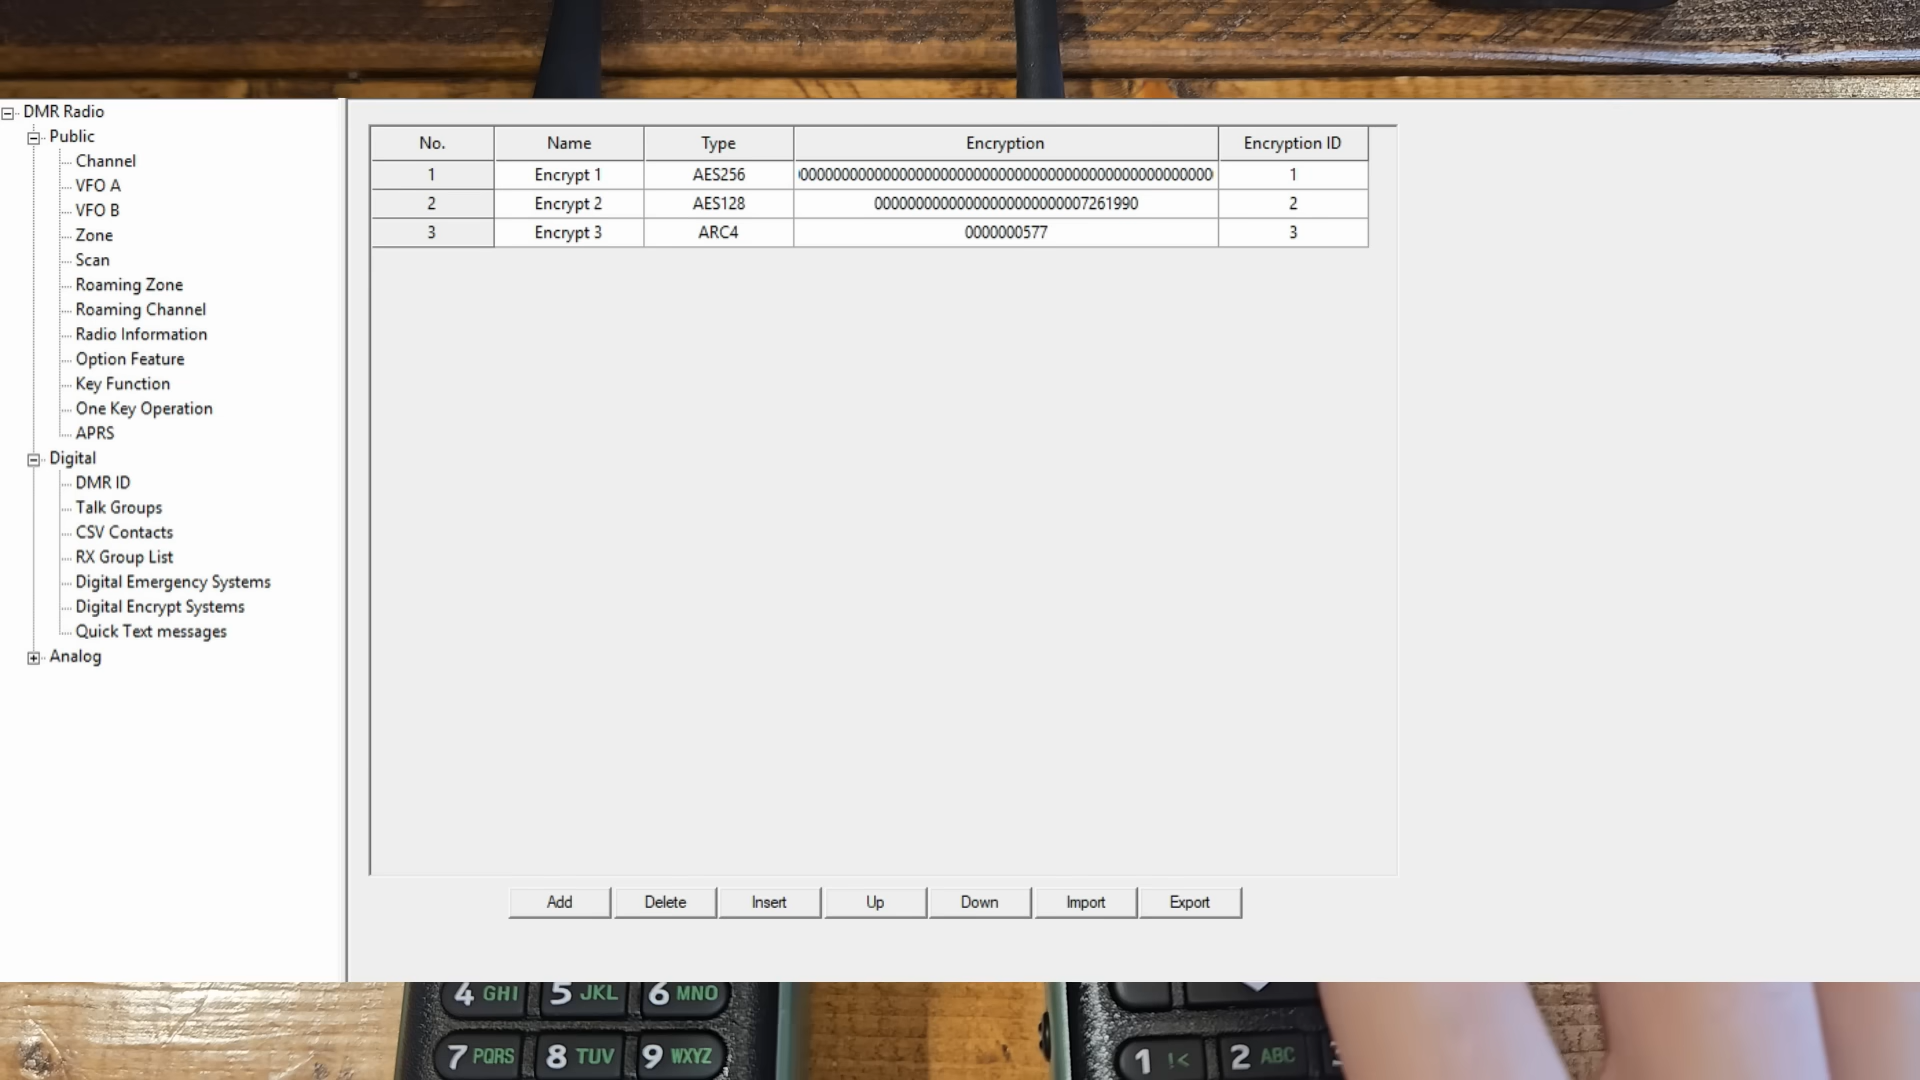 DMR Radio
Public
Channel
VFO A
VFO B
Zone
Scan
Roaming Zone
Roaming Channel
Radio Information
Option Feature
Key Function
One Key Operation
APRS
Digital
DMR ID
Talk Groups
CSV Contacts
RX Group List
Digital Emergency Systems
Digital Encrypt Systems
Quick Text messages
Analog
No. Name Type Encryption Encryption ID
1 Encrypt 1 AES256 1
2 Encrypt 2 AES128 00000000000000000000000007261990 2
3 Encrypt 3 ARC4 0000000577 3
Add Delete Insert Up Down Import Export
4 GHI 5 JKL 6 MNO
7 PQRS 8 TUV 9 WXYZ
1 !< 2 ABC